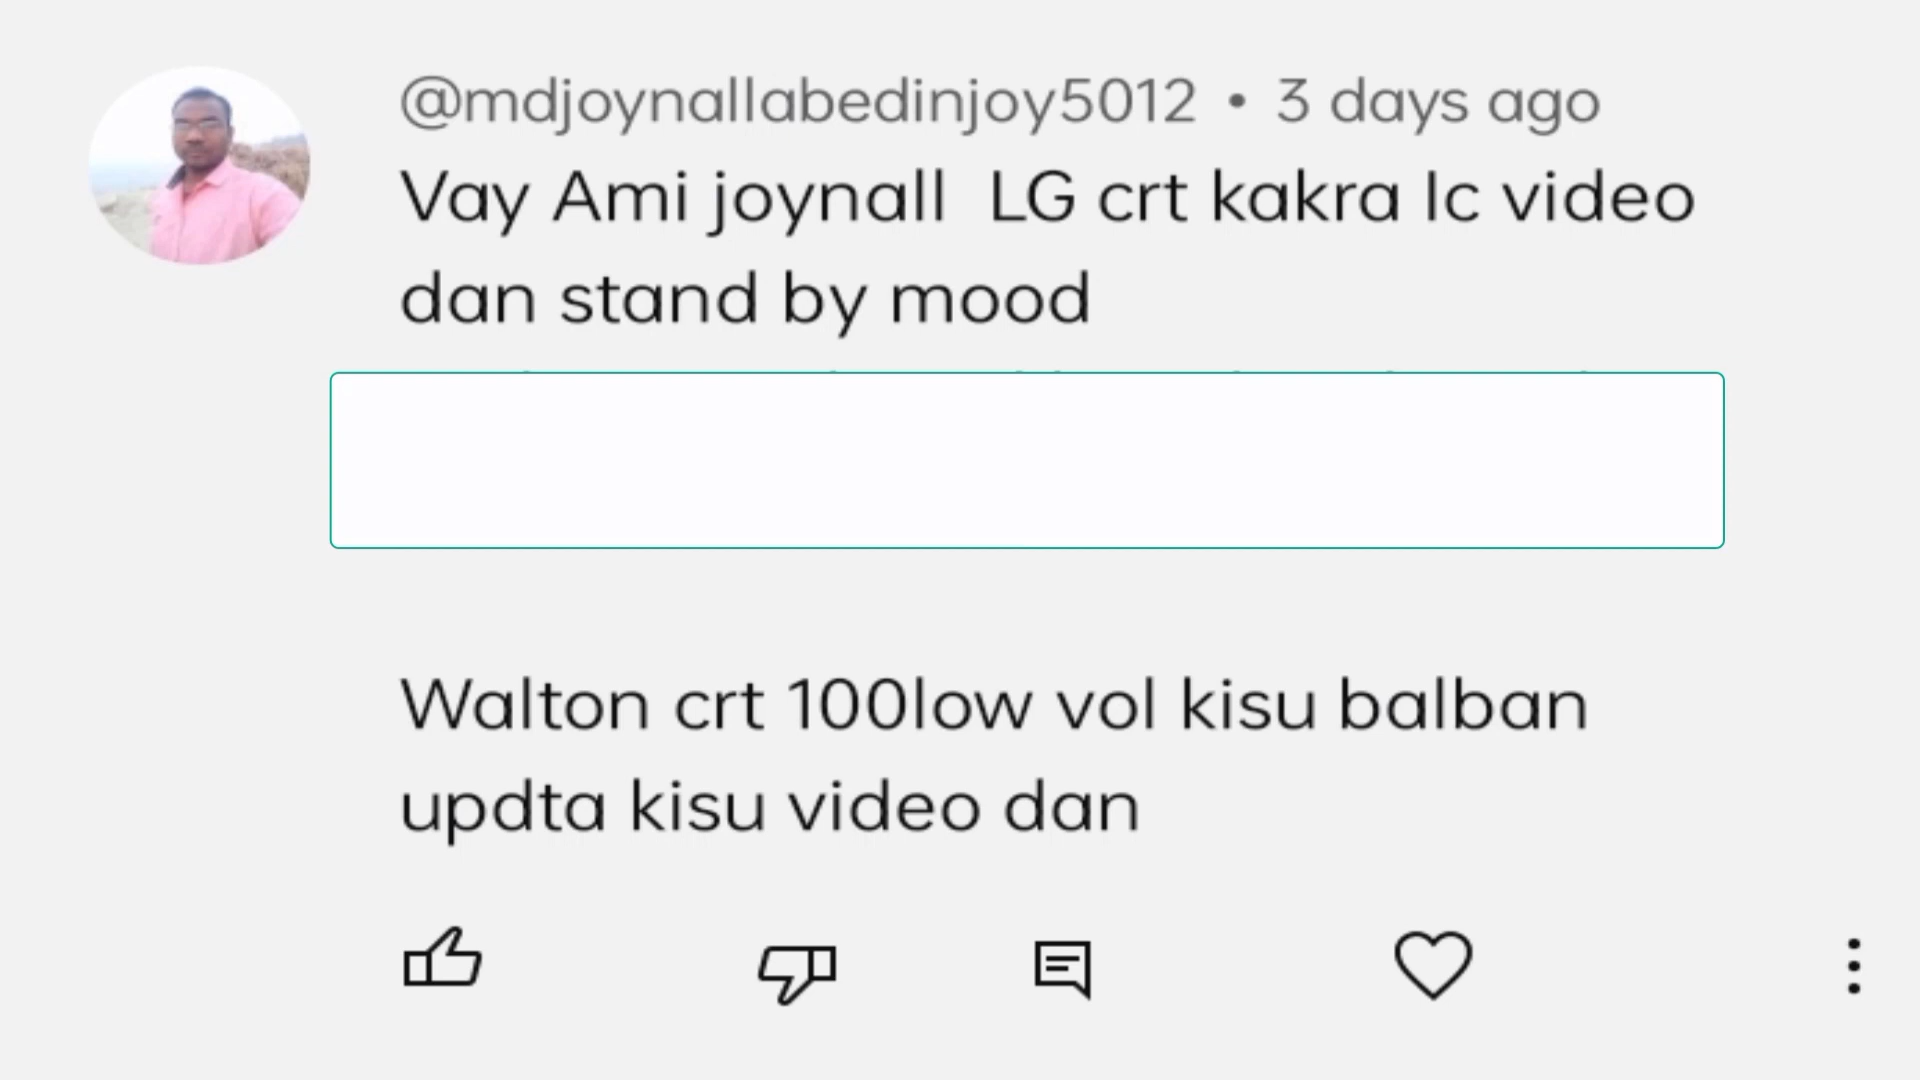 @mdjoynallabedinjoy5012 • 3 days ago
Vay Ami joynall LG crt kakra Ic video
dan stand by mood
Walton crt 100low vol kisu balban
updta kisu video dan